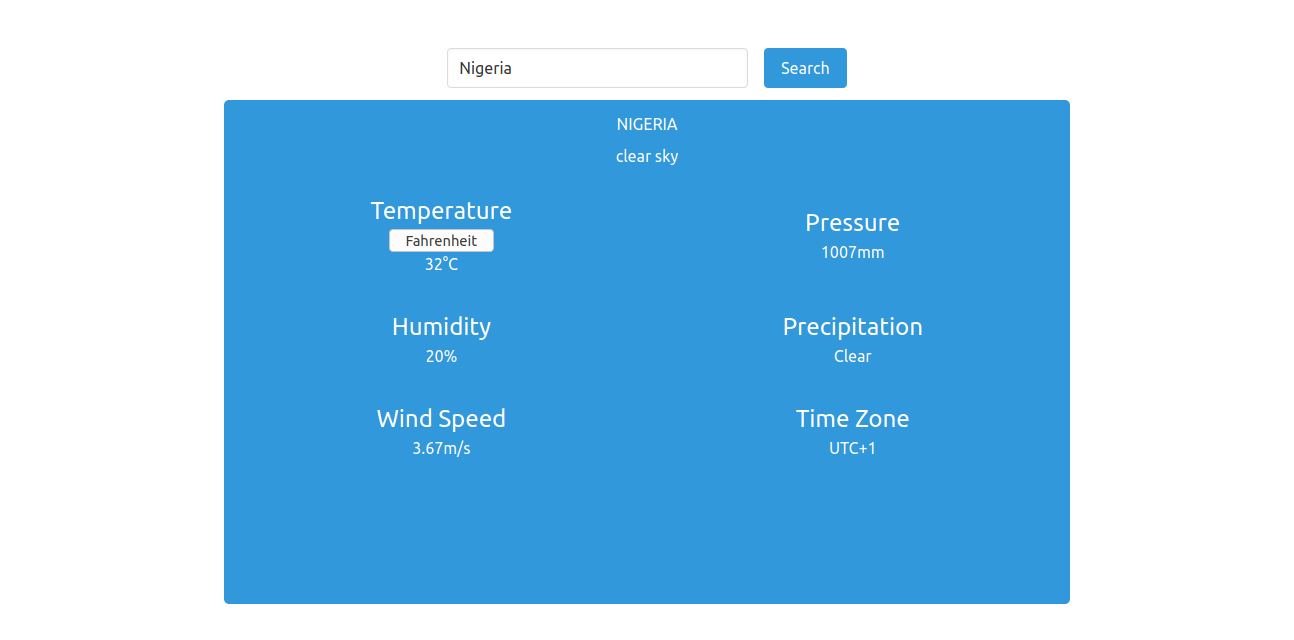 Nigeria
Search
NIGERIA
clear sky
Temperature
Fahrenheit
32°C
Pressure
1007mm
Humidity
20%
Precipitation
Clear
Wind Speed
3.67m/s
Time Zone
UTC+1